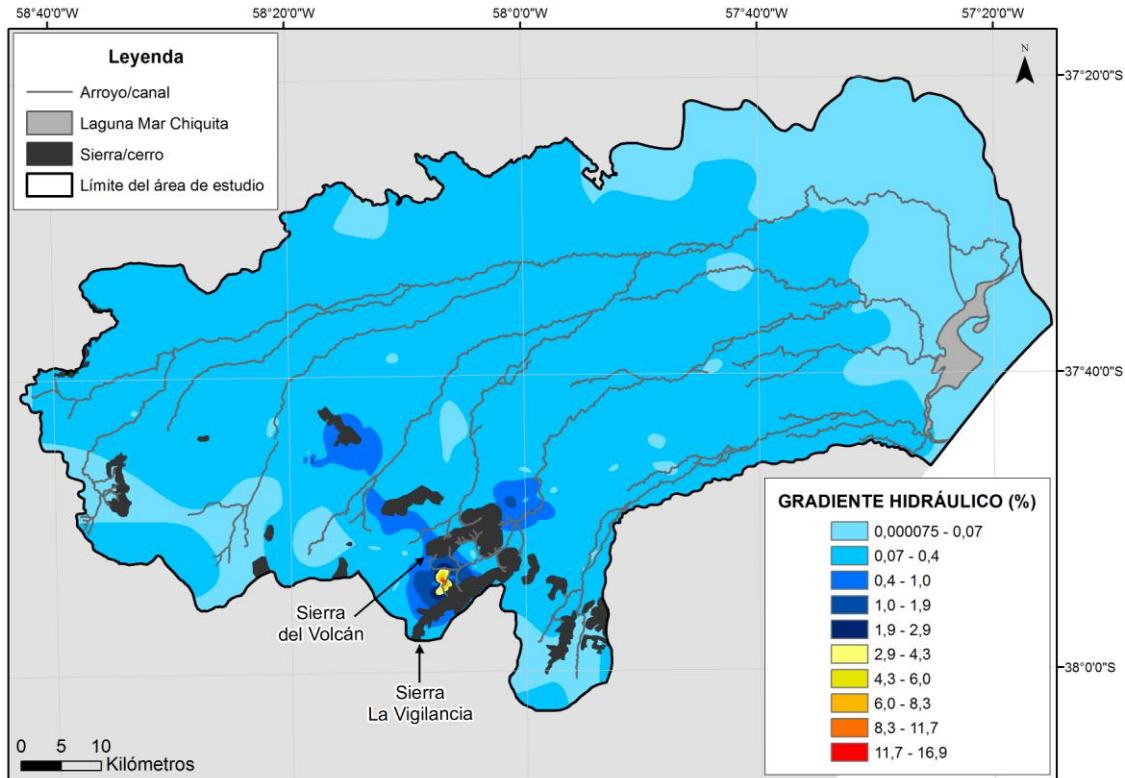 58°40'0"W
58°20'0"W
58°0'0"W
57°40'0"W
57°20'0"W
Leyenda
Arroyo/canal
Laguna Mar Chiquita
Sierra/cerro
Límite del área de estudio
N
37°20'0"S
37°40'0"S
38°0'0"S
Sierra
del Volcán
Sierra
La Vigilancia
GRADIENTE HIDRÁULICO (%)
0,000075 - 0,07
0,07 - 0,4
0,4 - 1,0
1,0 - 1,9
1,9 - 2,9
2,9 - 4,3
4,3 - 6,0
6,0 - 8,3
8,3 - 11,7
11,7 - 16,9
0 5 10
Kilómetros